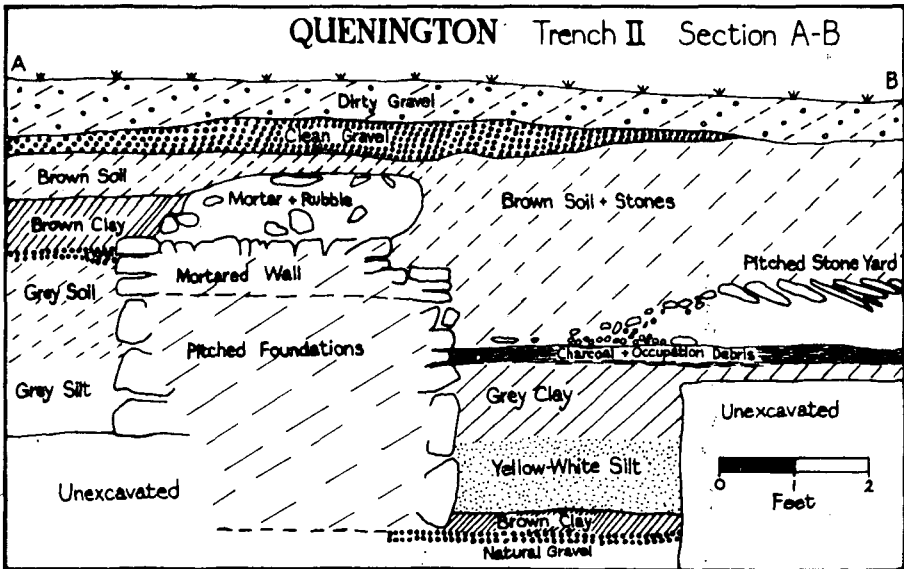 QUENINGTON Trench II Section A-B
A
B
Dirty Gravel
Clean Gravel
Brown Soil
Mortar + Rubble
Brown Soil + Stones
Brown Clay
Pitched Stone Yard
Mortared Wall
Grey Soil
Pitched Foundations
Charcoal + Occupation Debris
Grey Silt
Grey Clay
Unexcavated
Yellow-White Silt
Unexcavated
0 1 2
Feet
Brown Clay
Natural Gravel